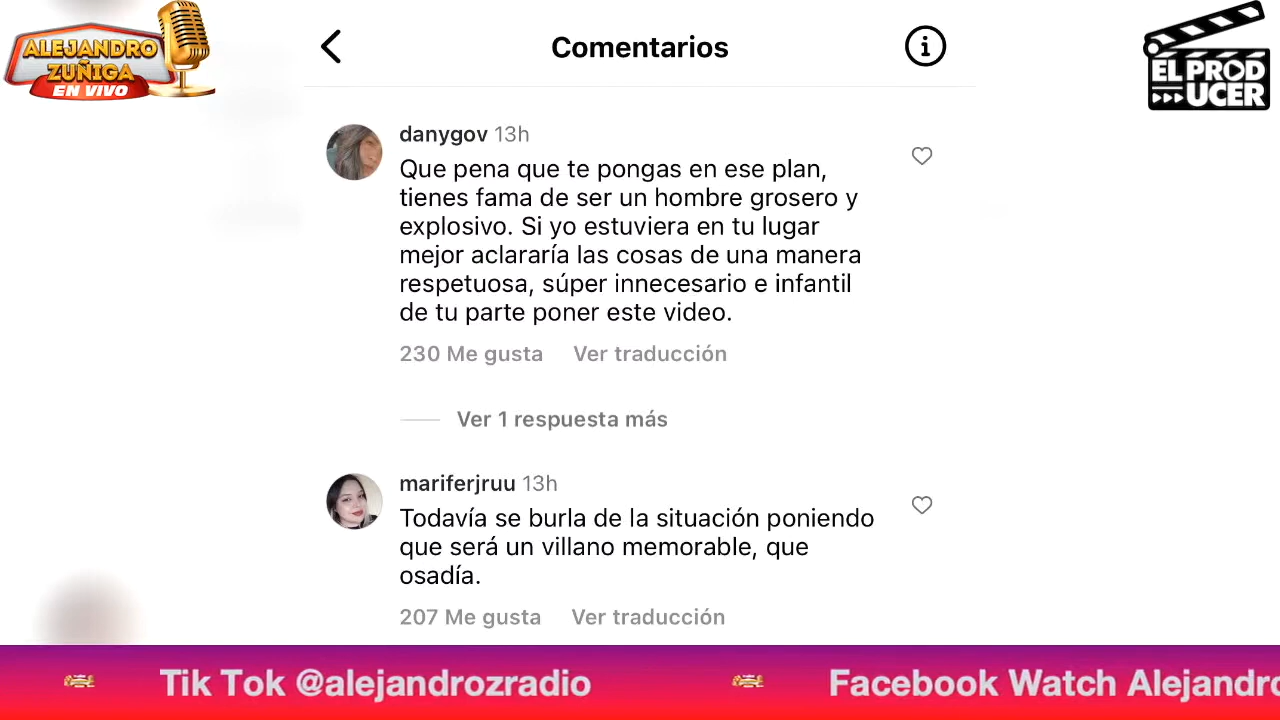 ALEJANDRO
ZUÑIGA
EN VIVO
Comentarios
EL PROD
UCER
danygov 13h
Que pena que te pongas en ese plan,
tienes fama de ser un hombre grosero y
explosivo. Si yo estuviera en tu lugar
mejor aclararía las cosas de una manera
respetuosa, súper innecesario e infantil
de tu parte poner este video.
230 Me gusta Ver traducción
Ver 1 respuesta más
mariferjruu 13h
Todavía se burla de la situación poniendo
que será un villano memorable, que
osadía.
207 Me gusta Ver traducción
Tik Tok @alejandrozradio Facebook Watch Alejandro